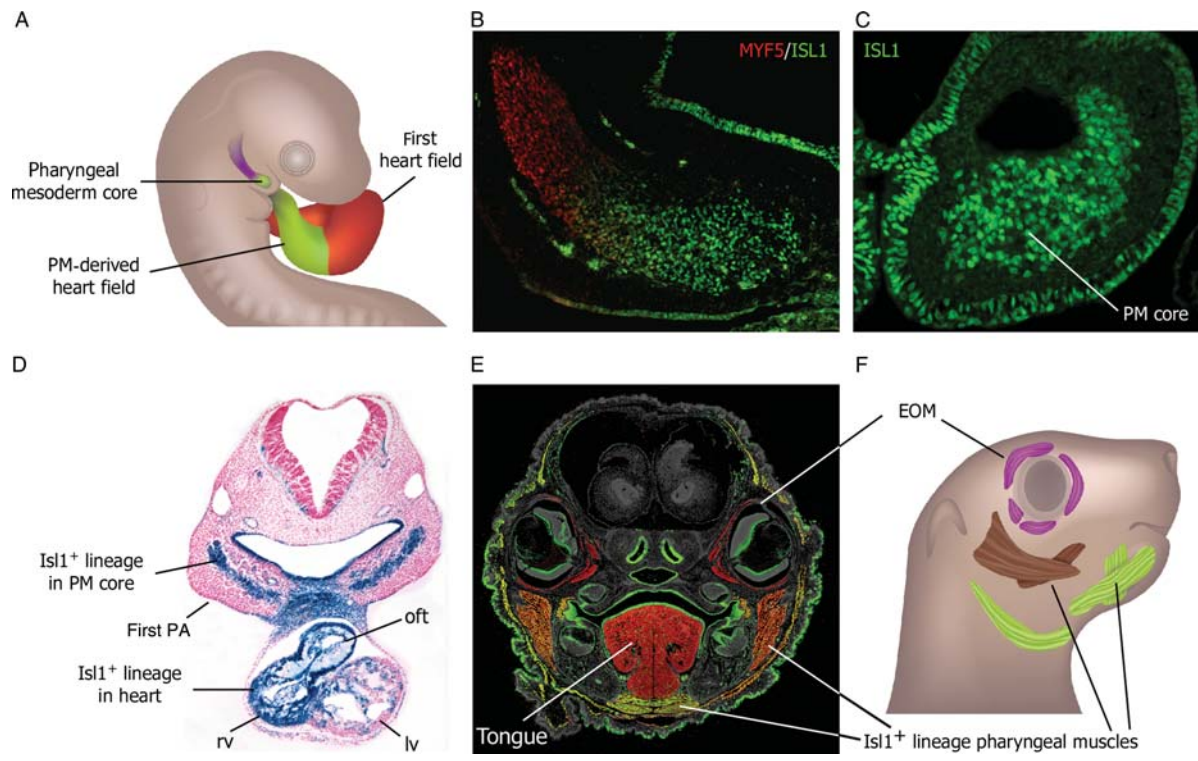 A
Pharyngeal
mesoderm core
PM-derived
heart field
First
heart field
B
MYF5/ISL1
C
ISL1
PM core
D
Isl1+ lineage
in PM core
First PA
oft
Isl1+ lineage
in heart
rv
lv
E
Tongue
EOM
F
Isl1+ lineage pharyngeal muscles